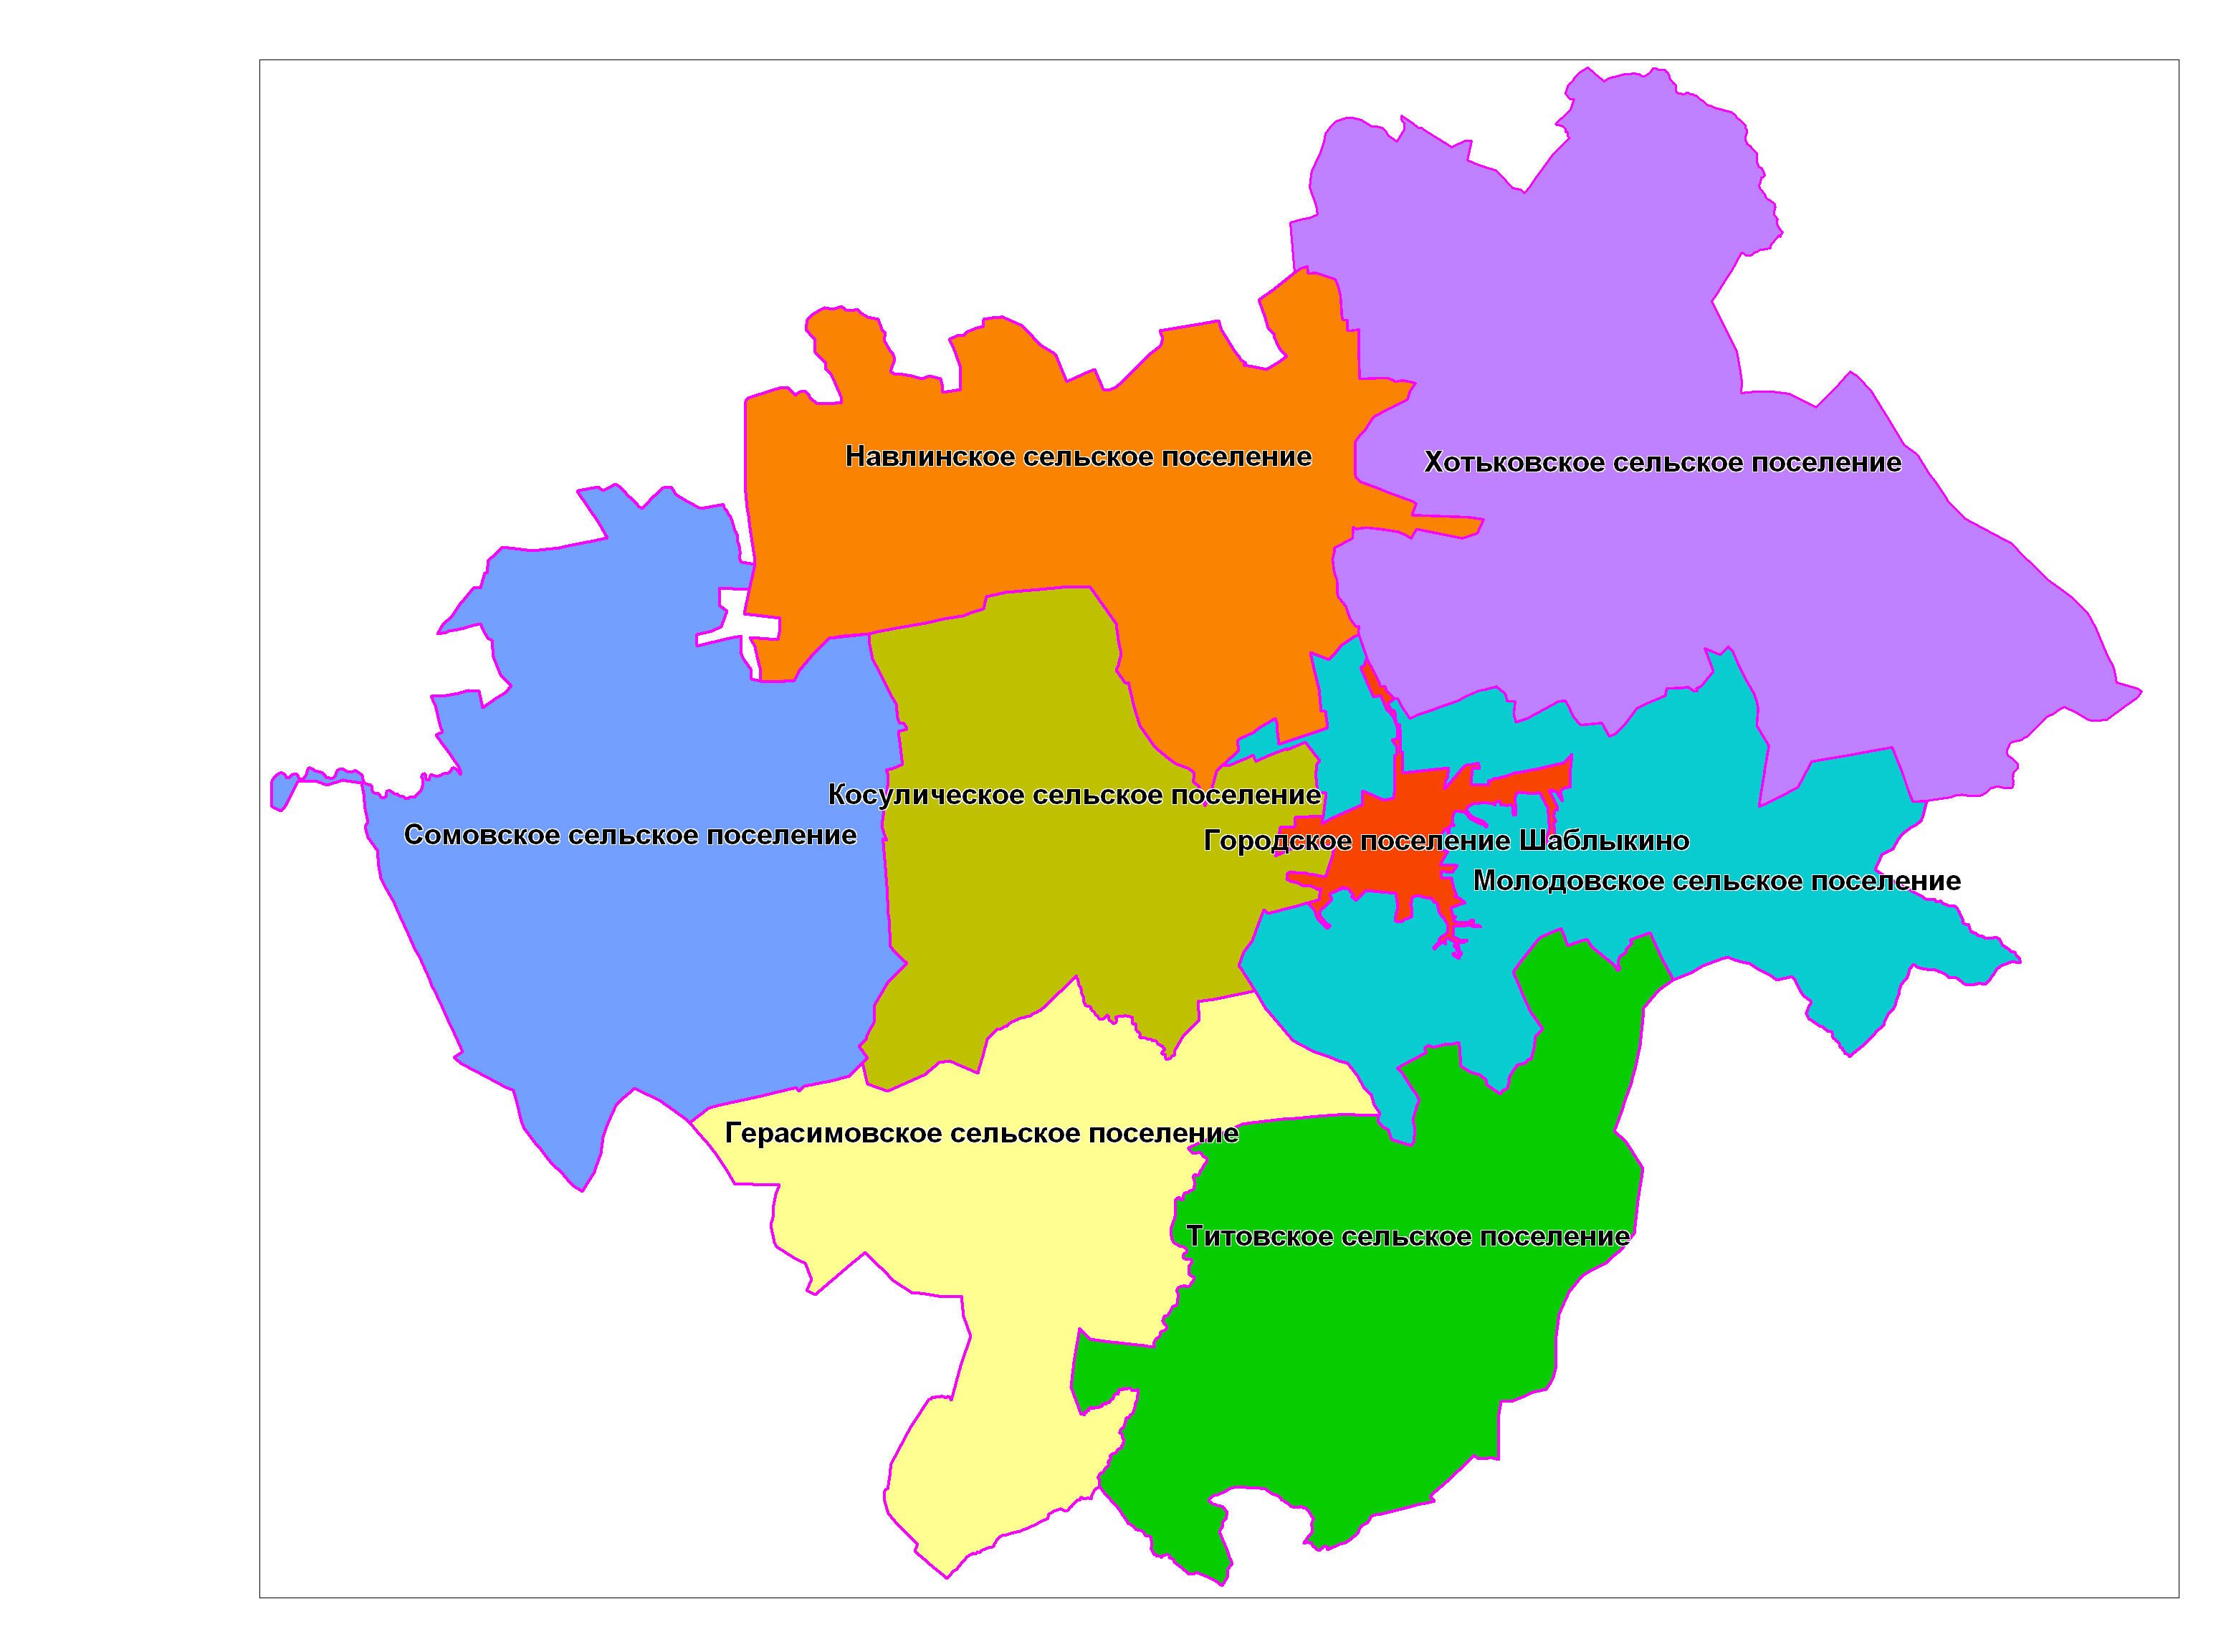 Навлинское сельское поселение
Хотьковское сельское поселение
Косулическое сельское поселение
Сомовское сельское поселение
Городское поселение Шаблыкино
Молодовское сельское поселение
Герасимовское сельское поселение
Титовское сельское поселение